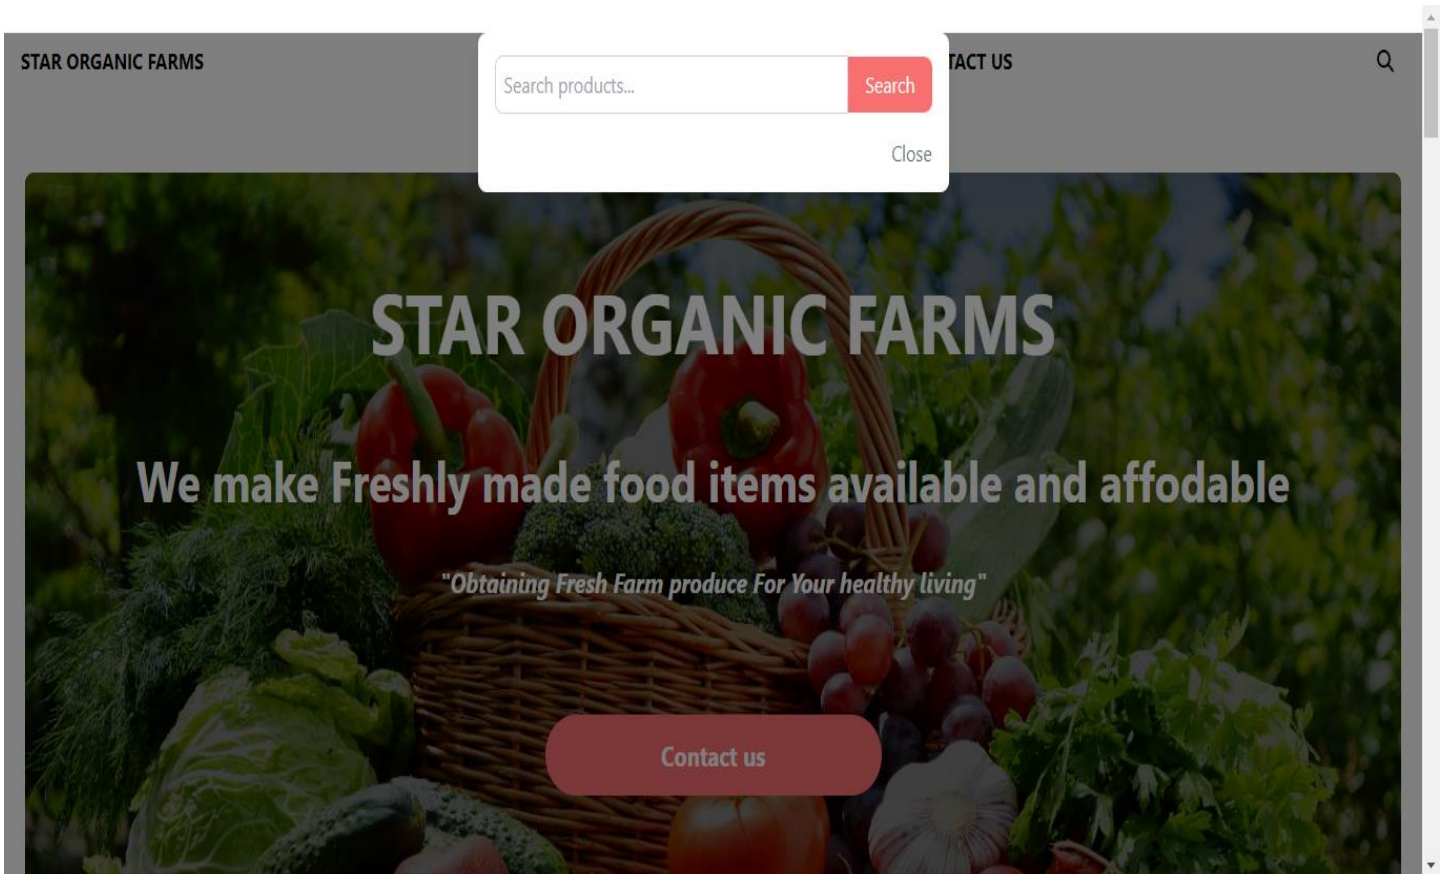 STAR ORGANIC FARMS
Search products...
Search
TACT US
Close
STAR ORGANIC FARMS
We make Freshly made food items available and affodable
"Obtaining Fresh Farm produce For Your healthy living"
Contact us